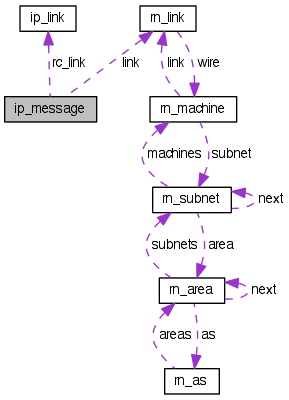 ip_link
rn_link
rc_link
link
link
wire
ip_message
rn_machine
machines
subnet
rn_subnet
next
subnets
area
rn_area
next
areas
as
rn_as